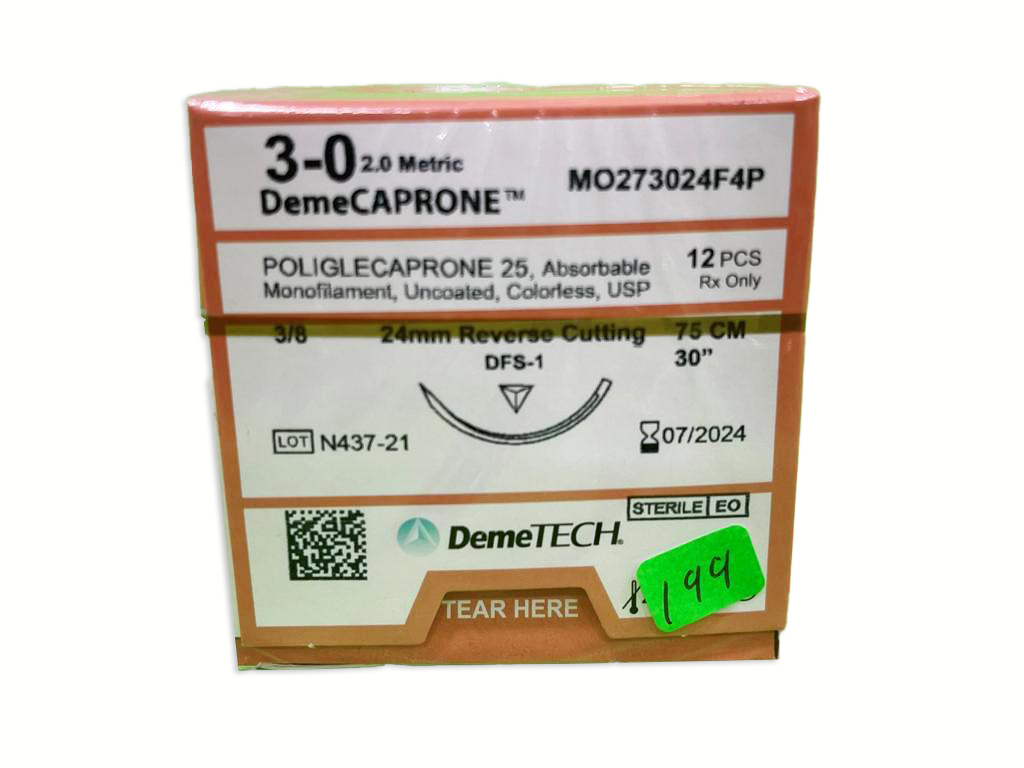 3-0 2.0 Metric
DemeCAPRONE™
MO273024F4P
POLIGLECAPRONE 25, Absorbable
Monofilament, Uncoated, Colorless, USP
12 PCS
Rx Only
3/8 24mm Reverse Cutting 75 CM
DFS-1 30”
LOT N437-21
07/2024
STERILE EO
DemeTECH®
TEAR HERE
199